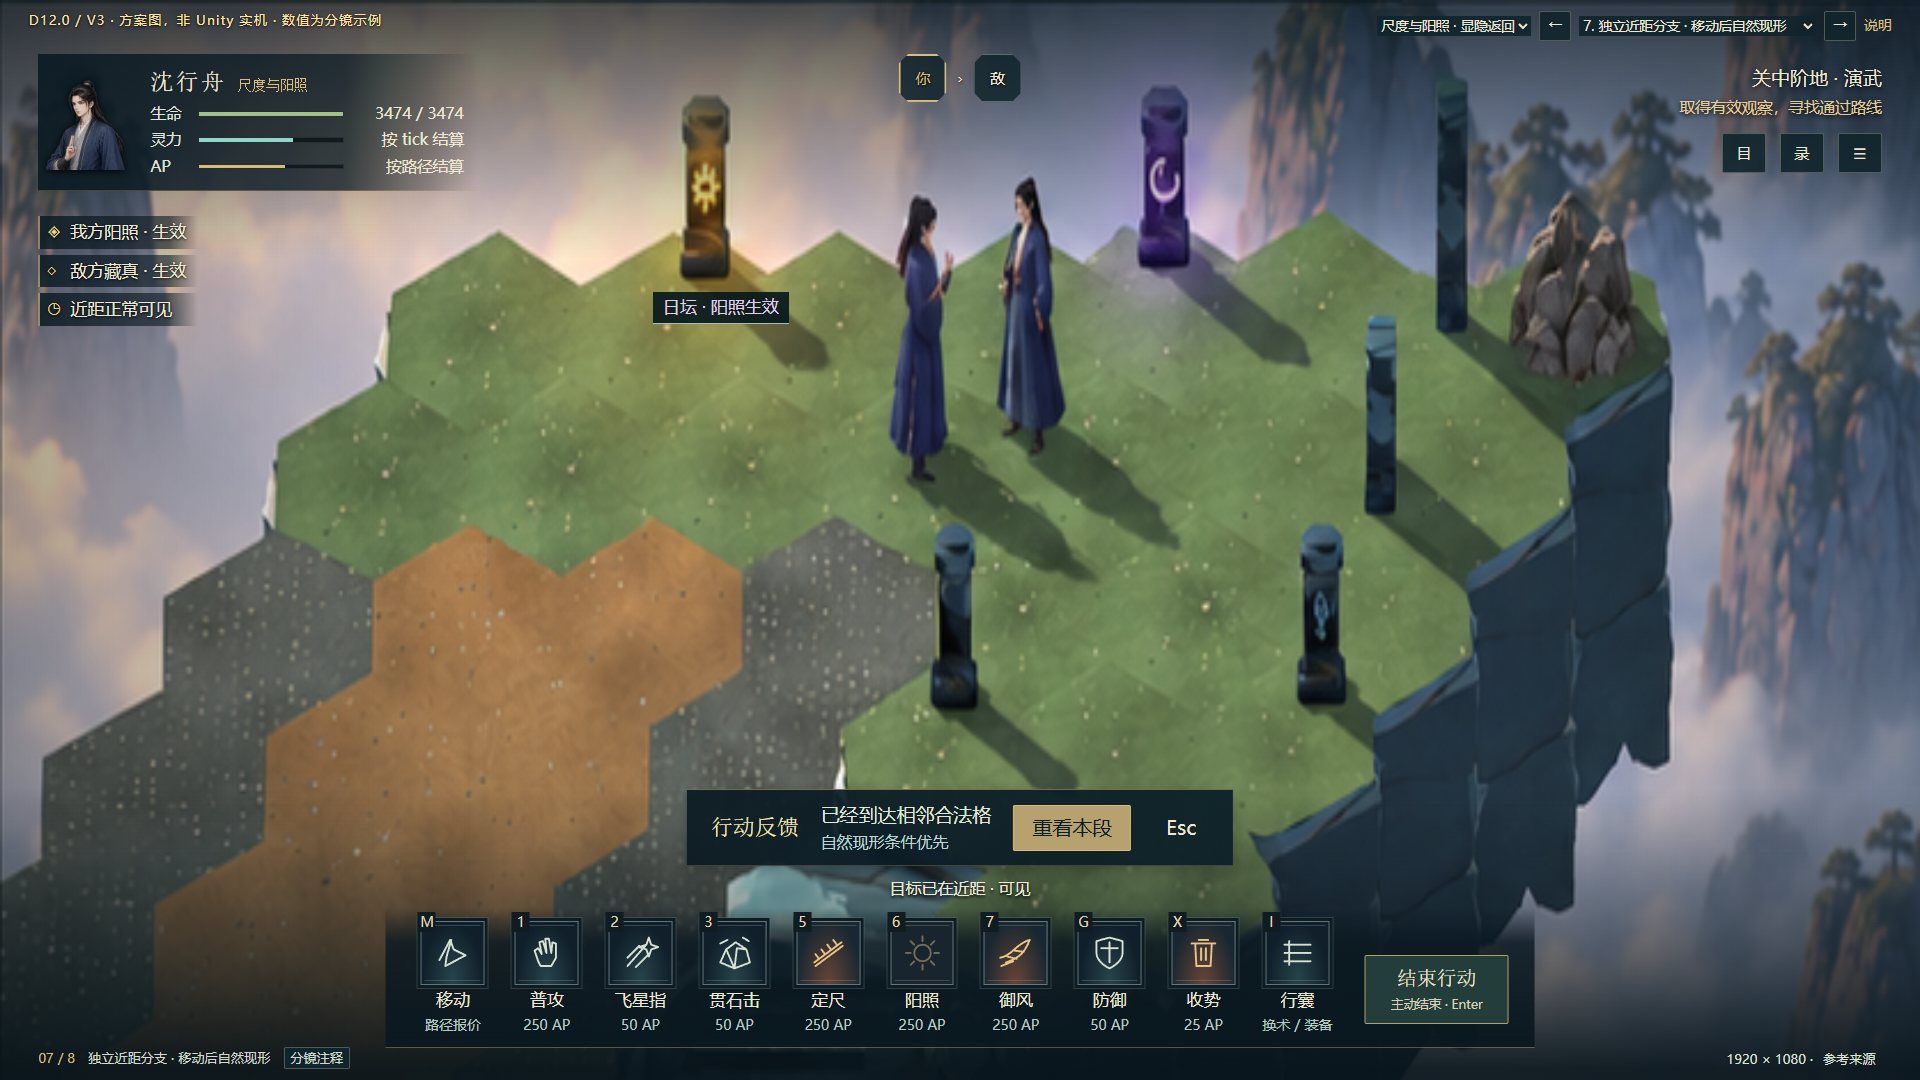 D12.0 / V3 · 方案图，非 Unity 实机 · 数值为分镜示例
尺度与阳照 · 显隐返回
←
7. 独立近距分支 · 移动后自然现形
→
说明
沈行舟 尺度与阳照
生命 3474 / 3474
灵力 按 tick 结算
AP 按路径结算
你 › 敌
关中阶地 · 演武
取得有效观察，寻找通过路线
目 录 ☰
我方阳照 · 生效
敌方藏真 · 生效
近距正常可见
日坛 · 阳照生效
行动反馈
已经到达相邻合法格
自然现形条件优先
重看本段
Esc
目标已在近距 · 可见
M 1 2 3 5 6 7 G X I
移动 普攻 飞星指 贯石击 定尺 阳照 御风 防御 收势 行囊
路径报价 250 AP 50 AP 50 AP 250 AP 250 AP 250 AP 50 AP 25 AP 换术 / 装备
结束行动
主动结束 · Enter
07 / 8 独立近距分支 · 移动后自然现形 分镜注释
1920 × 1080 · 参考来源